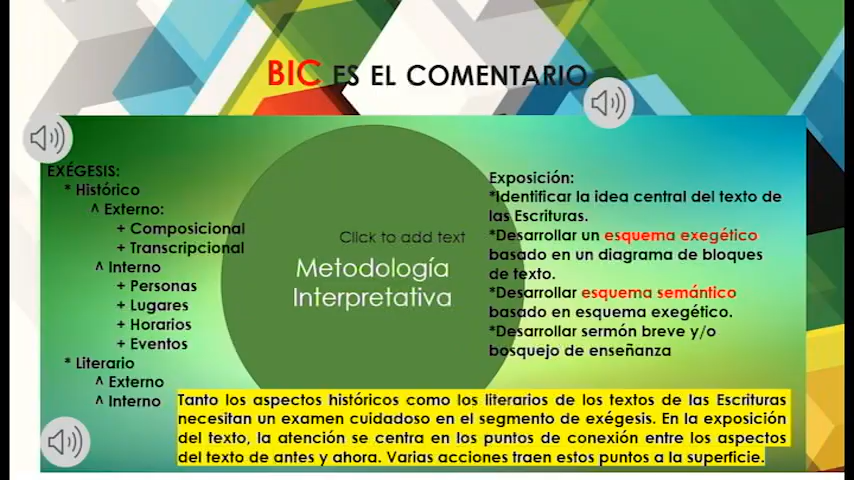 BIC ES EL COMENTARIO
EXÉGESIS:
* Histórico
^ Externo:
+ Composicional
+ Transcripcional
^ Interno
+ Personas
+ Lugares
+ Horarios
+ Eventos
* Literario
^ Externo
^ Interno
Click to add text
Metodología
Interpretativa
Exposición:
*Identificar la idea central del texto de
las Escrituras.
*Desarrollar un esquema exegético
basado en un diagrama de bloques
de texto.
*Desarrollar esquema semántico
basado en esquema exegético.
*Desarrollar sermón breve y/o
bosquejo de enseñanza
Tanto los aspectos históricos como los literarios de los textos de las Escrituras
necesitan un examen cuidadoso en el segmento de exégesis. En la exposición
del texto, la atención se centra en los puntos de conexión entre los aspectos
del texto de antes y ahora. Varias acciones traen estos puntos a la superficie.